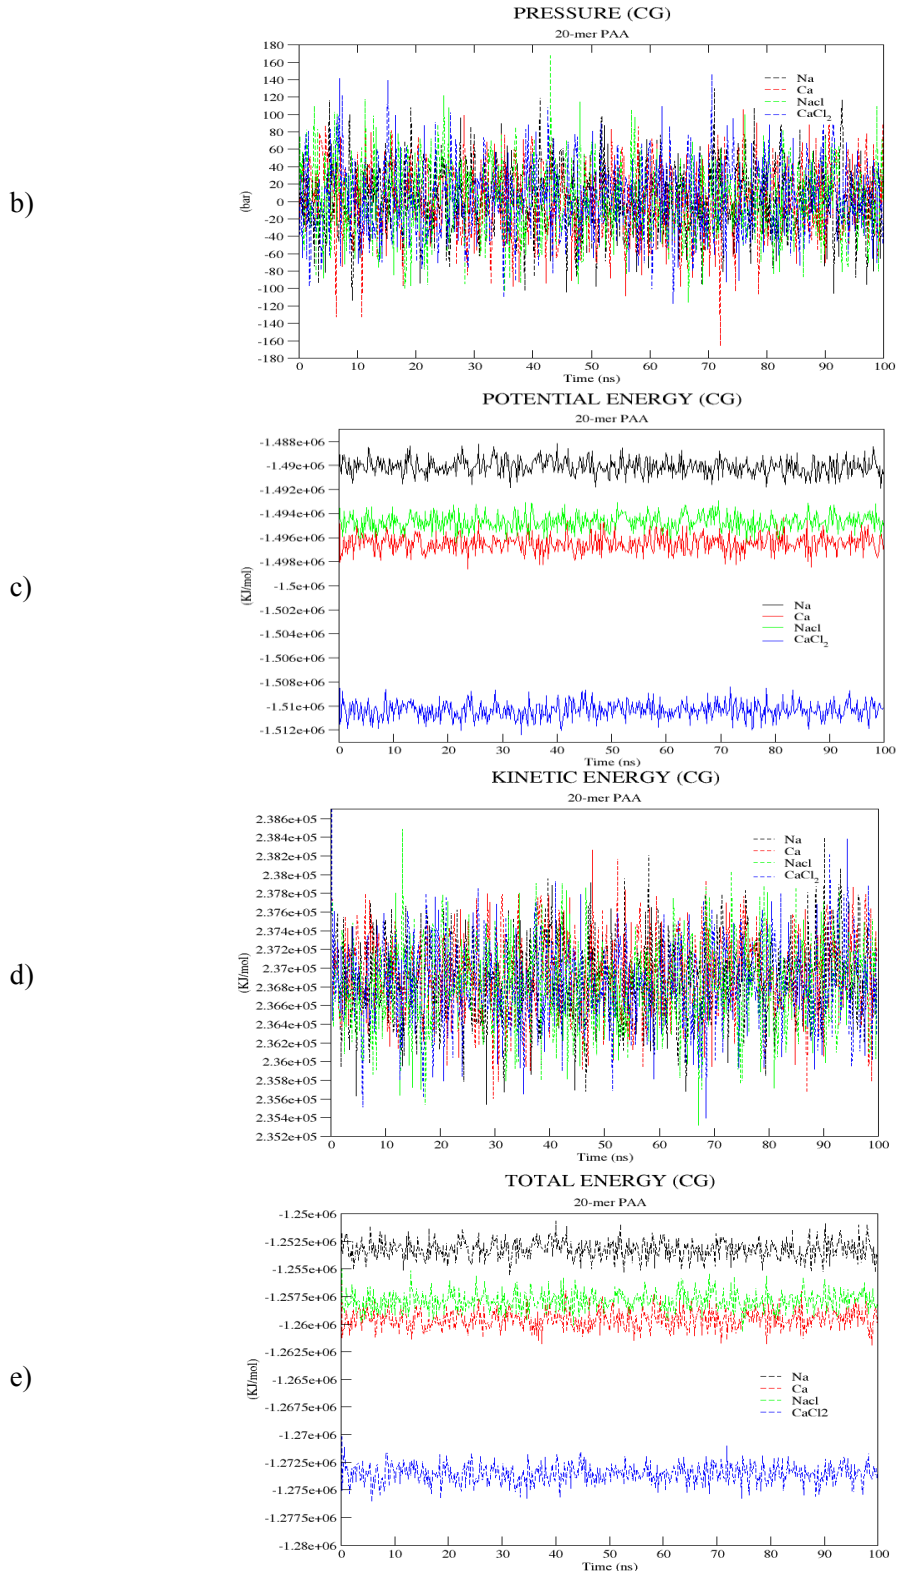 PRESSURE (CG)
20-mer PAA
180
160
140
120
100
80
60
40
20
0
-20
-40
-60
-80
-100
-120
-140
-160
-180
(bar)
Na
Ca
Nacl
CaCl2
0 10 20 30 40 50 60 70 80 90 100
Time (ns)
b)
POTENTIAL ENERGY (CG)
20-mer PAA
-1.488e+06
-1.49e+06
-1.492e+06
-1.494e+06
-1.496e+06
-1.498e+06
-1.5e+06
-1.502e+06
-1.504e+06
-1.506e+06
-1.508e+06
-1.51e+06
-1.512e+06
(KJ/mol)
Na
Ca
Nacl
CaCl2
0 10 20 30 40 50 60 70 80 90 100
Time (ns)
c)
KINETIC ENERGY (CG)
20-mer PAA
2.386e+05
2.384e+05
2.382e+05
2.38e+05
2.378e+05
2.376e+05
2.374e+05
2.372e+05
2.37e+05
2.368e+05
2.366e+05
2.364e+05
2.362e+05
2.36e+05
2.358e+05
2.356e+05
2.354e+05
2.352e+05
(KJ/mol)
Na
Ca
Nacl
CaCl2
0 10 20 30 40 50 60 70 80 90 100
Time (ns)
d)
TOTAL ENERGY (CG)
20-mer PAA
-1.25e+06
-1.2525e+06
-1.255e+06
-1.2575e+06
-1.26e+06
-1.2625e+06
-1.265e+06
-1.2675e+06
-1.27e+06
-1.2725e+06
-1.275e+06
-1.2775e+06
-1.28e+06
(KJ/mol)
Na
Ca
Nacl
CaCl2
0 10 20 30 40 50 60 70 80 90 100
Time (ns)
e)